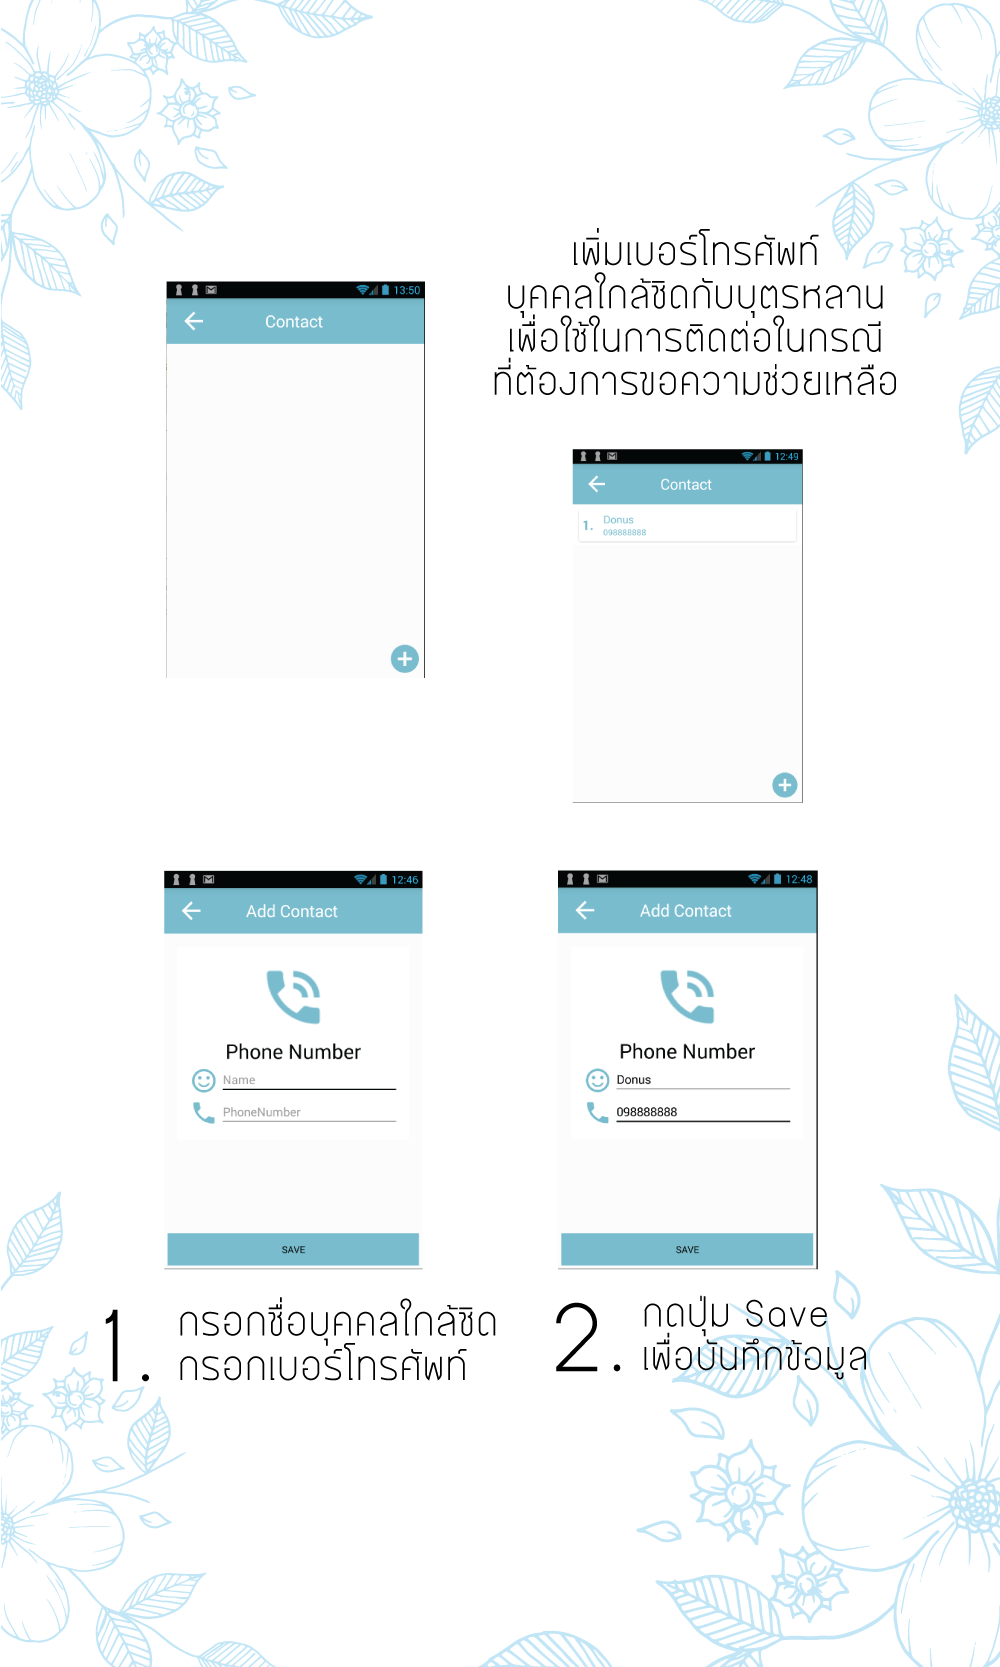 เพิ่มเบอร์โทรศัพท์
บุคคลใกล้ชิดกับบุตรหลาน
เพื่อใช้ในการติดต่อในกรณี
ที่ต้องการขอความช่วยเหลือ
13:50
Contact
12:49
Contact
1.
Donus
098888888
12:46
Add Contact
Phone Number
Name
PhoneNumber
SAVE
12:48
Add Contact
Phone Number
Donus
098888888
SAVE
1.
กรอกชื่อบุคคลใกล้ชิด
กรอกเบอร์โทรศัพท์
2.
กดปุ่ม Save
เพื่อบันทึกข้อมูล